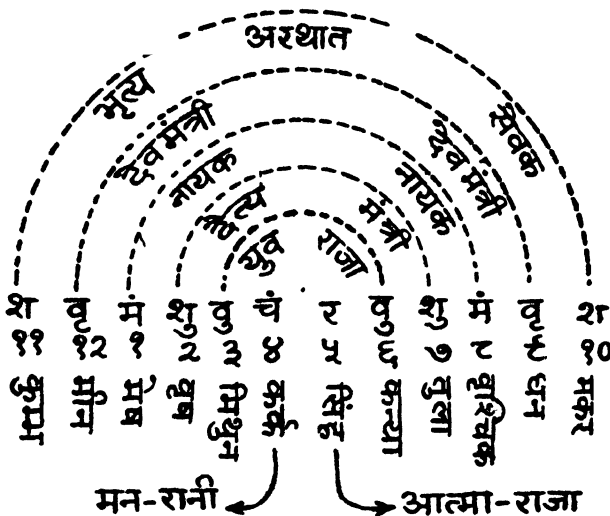 अरथात
भृत्य सेवक
देव मंत्री देव मंत्री
नायक नायक
दैत्य मंत्री
युव राजा
श वृ मं शु वु चं र वु शु मं वृ श
११ १२ १ २ ३ ४ ५ ६ ७ ८ ९ १०
कुम्भ मीन मेष वृष मिथुन कर्क सिंह कन्या तुला वृश्चिक धन मकर
मन-रानी आत्मा-राजा